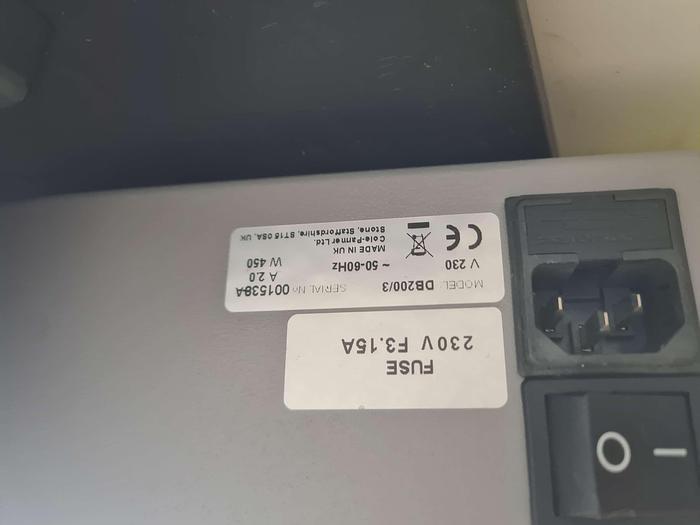 FUSE
230V F3.15A
MODEL DB200/3 SERIAL No 001538A
V 230 ~ 50-60Hz A 2.0
W 450
CE MADE IN UK
Cole-Parmer Ltd.
Stone, Staffordshire, ST15 0SA, UK
O I